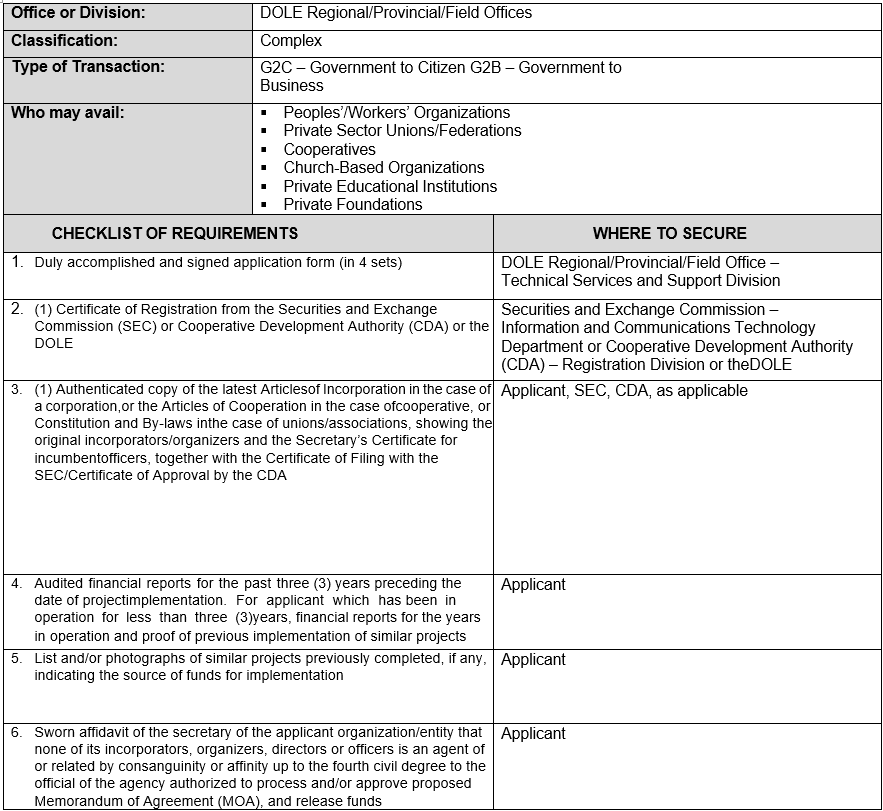 Office or Division: DOLE Regional/Provincial/Field Offices
Classification: Complex
Type of Transaction: G2C – Government to Citizen G2B – Government to
Business
Who may avail: ▪ Peoples’/Workers’ Organizations
▪ Private Sector Unions/Federations
▪ Cooperatives
▪ Church-Based Organizations
▪ Private Educational Institutions
▪ Private Foundations
CHECKLIST OF REQUIREMENTS WHERE TO SECURE
1. Duly accomplished and signed application form (in 4 sets)
DOLE Regional/Provincial/Field Office –
Technical Services and Support Division
2. (1) Certificate of Registration from the Securities and Exchange
Commission (SEC) or Cooperative Development Authority (CDA) or the
DOLE
Securities and Exchange Commission –
Information and Communications Technology
Department or Cooperative Development Authority
(CDA) – Registration Division or theDOLE
3. (1) Authenticated copy of the latest Articlesof Incorporation in the case of
a corporation,or the Articles of Cooperation in the case ofcooperative, or
Constitution and By-laws inthe case of unions/associations, showing the
original incorporators/organizers and the Secretary’s Certificate for
incumbentofficers, together with the Certificate of Filing with the
SEC/Certificate of Approval by the CDA
Applicant, SEC, CDA, as applicable
4. Audited financial reports for the past three (3) years preceding the
date of projectimplementation. For applicant which has been in
operation for less than three (3)years, financial reports for the years
in operation and proof of previous implementation of similar projects
Applicant
5. List and/or photographs of similar projects previously completed, if any,
indicating the source of funds for implementation
Applicant
6. Sworn affidavit of the secretary of the applicant organization/entity that
none of its incorporators, organizers, directors or officers is an agent of
or related by consanguinity or affinity up to the fourth civil degree to the
official of the agency authorized to process and/or approve proposed
Memorandum of Agreement (MOA), and release funds
Applicant